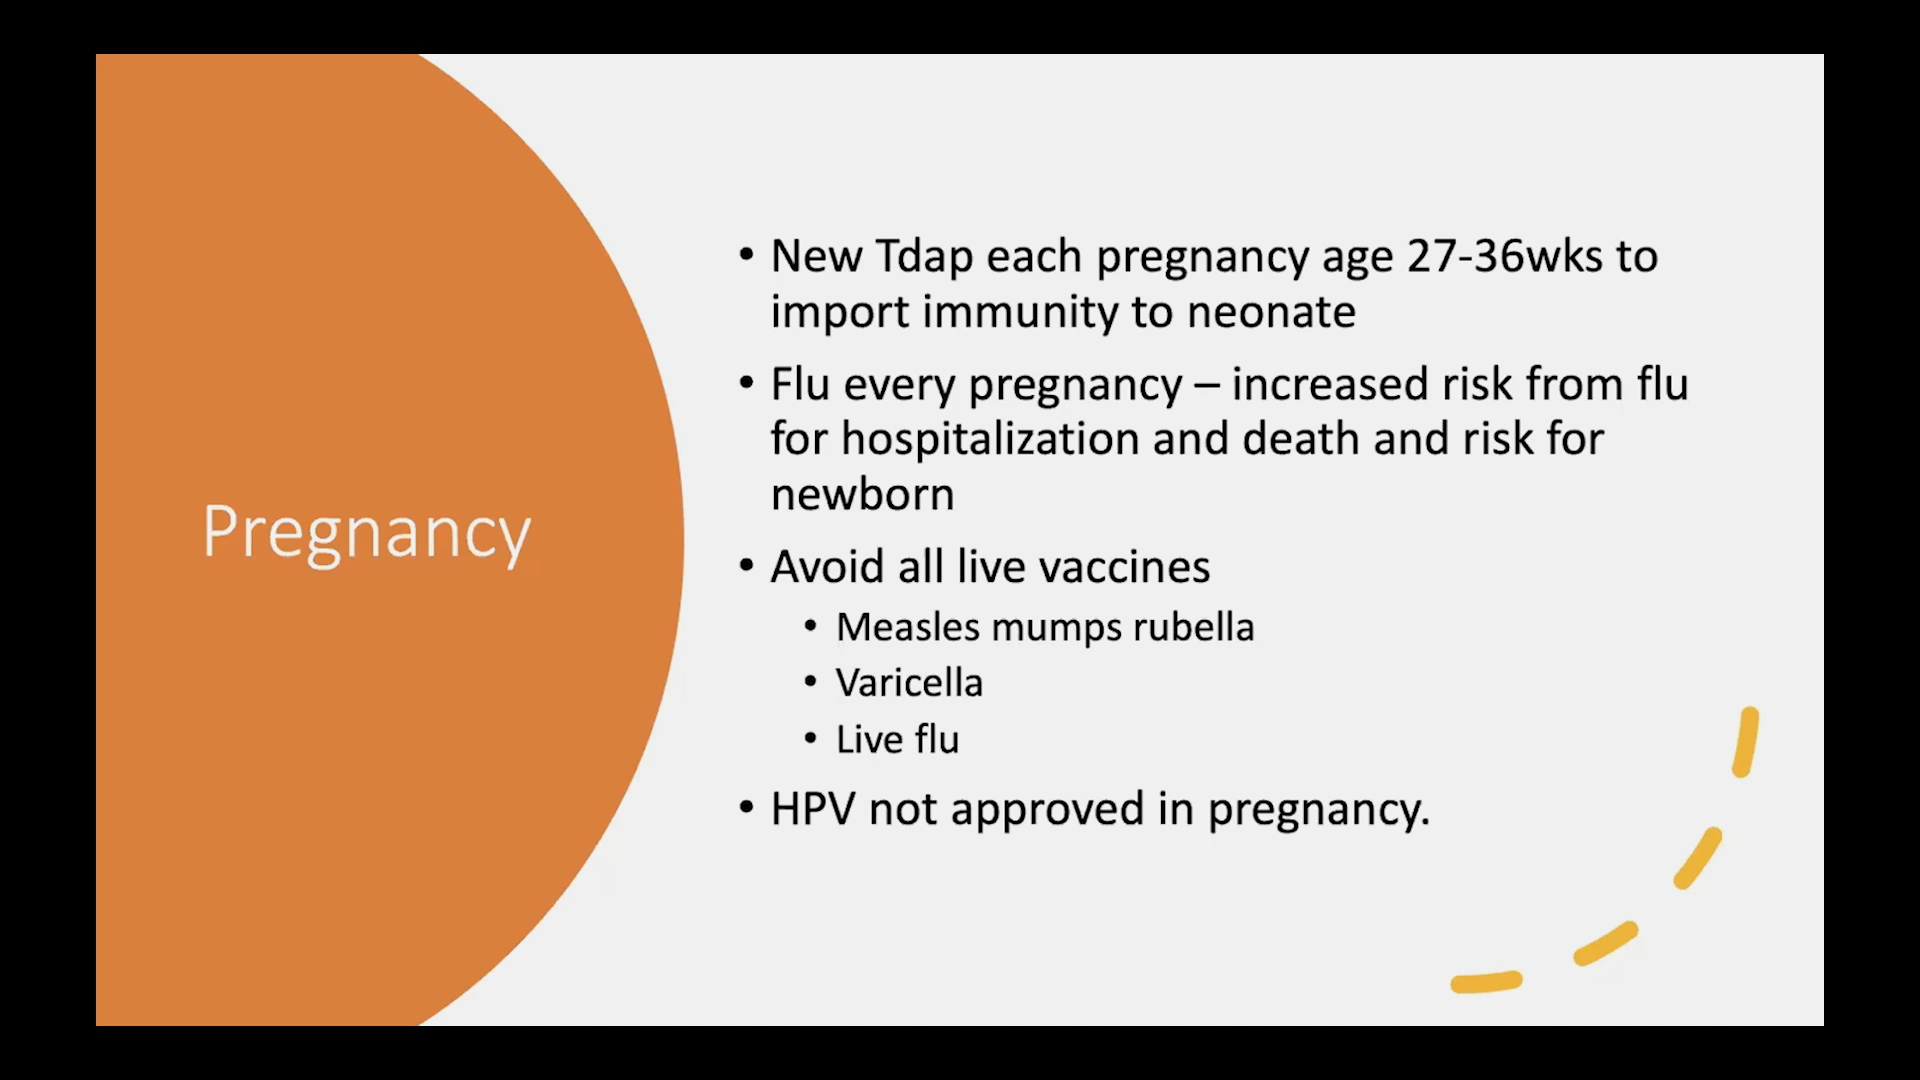 Pregnancy
• New Tdap each pregnancy age 27-36wks to
import immunity to neonate
• Flu every pregnancy – increased risk from flu
for hospitalization and death and risk for
newborn
• Avoid all live vaccines
• Measles mumps rubella
• Varicella
• Live flu
• HPV not approved in pregnancy.